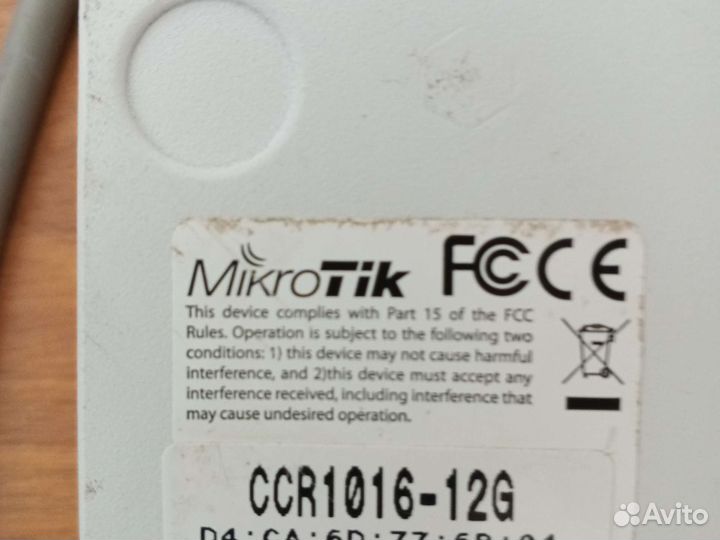 MikroTik FC CE
This device complies with Part 15 of the FCC
Rules. Operation is subject to the following two
conditions: 1) this device may not cause harmful
interference, and 2)this device must accept any
interference received, including interference that
may cause undesired operation.
CCR1016-12G
Avito